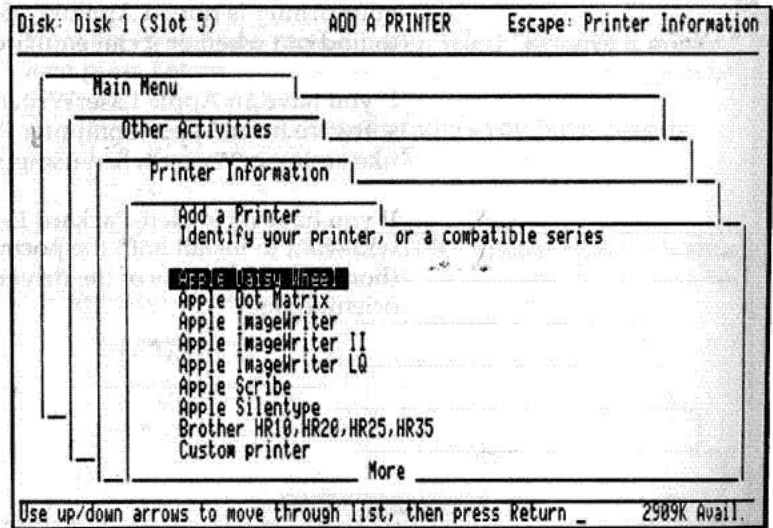 Disk: Disk 1 (Slot 5) ADD A PRINTER Escape: Printer Information
Main Menu
Other Activities
Printer Information
Add a Printer
Identify your printer, or a compatible series
Apple Daisy Wheel
Apple Dot Matrix
Apple ImageWriter
Apple ImageWriter II
Apple ImageWriter LQ
Apple Scribe
Apple Silentype
Brother HR10,HR20,HR25,HR35
Custom printer
More
Use up/down arrows to move through list, then press Return _ 2909K Avail.